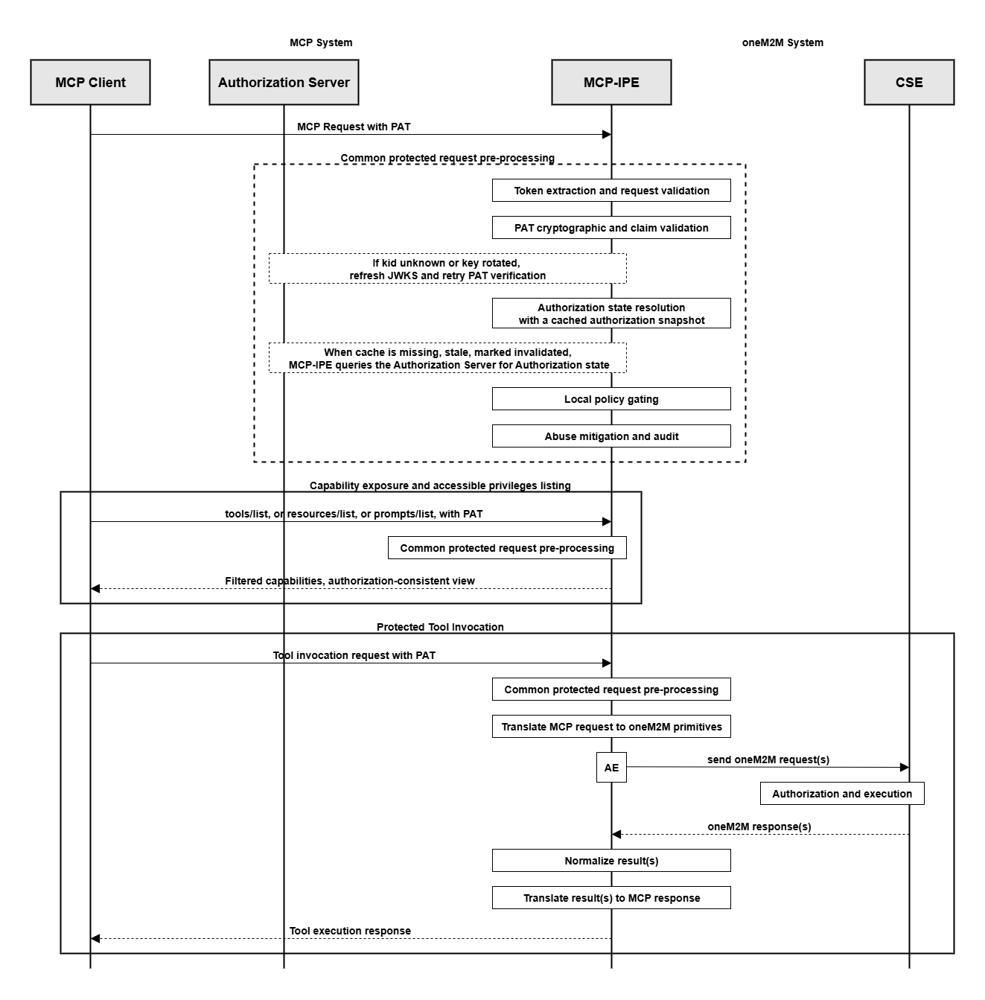 MCP System
oneM2M System
MCP Client
Authorization Server
MCP-IPE
CSE
MCP Request with PAT
Common protected request pre-processing
Token extraction and request validation
PAT cryptographic and claim validation
If kid unknown or key rotated,
refresh JWKS and retry PAT verification
Authorization state resolution
with a cached authorization snapshot
When cache is missing, stale, marked invalidated,
MCP-IPE queries the Authorization Server for Authorization state
Local policy gating
Abuse mitigation and audit
Capability exposure and accessible privileges listing
tools/list, or resources/list, or prompts/list, with PAT
Common protected request pre-processing
Filtered capabilities, authorization-consistent view
Protected Tool Invocation
Tool invocation request with PAT
Common protected request pre-processing
Translate MCP request to oneM2M primitives
AE
send oneM2M request(s)
Authorization and execution
oneM2M response(s)
Normalize result(s)
Translate result(s) to MCP response
Tool execution response